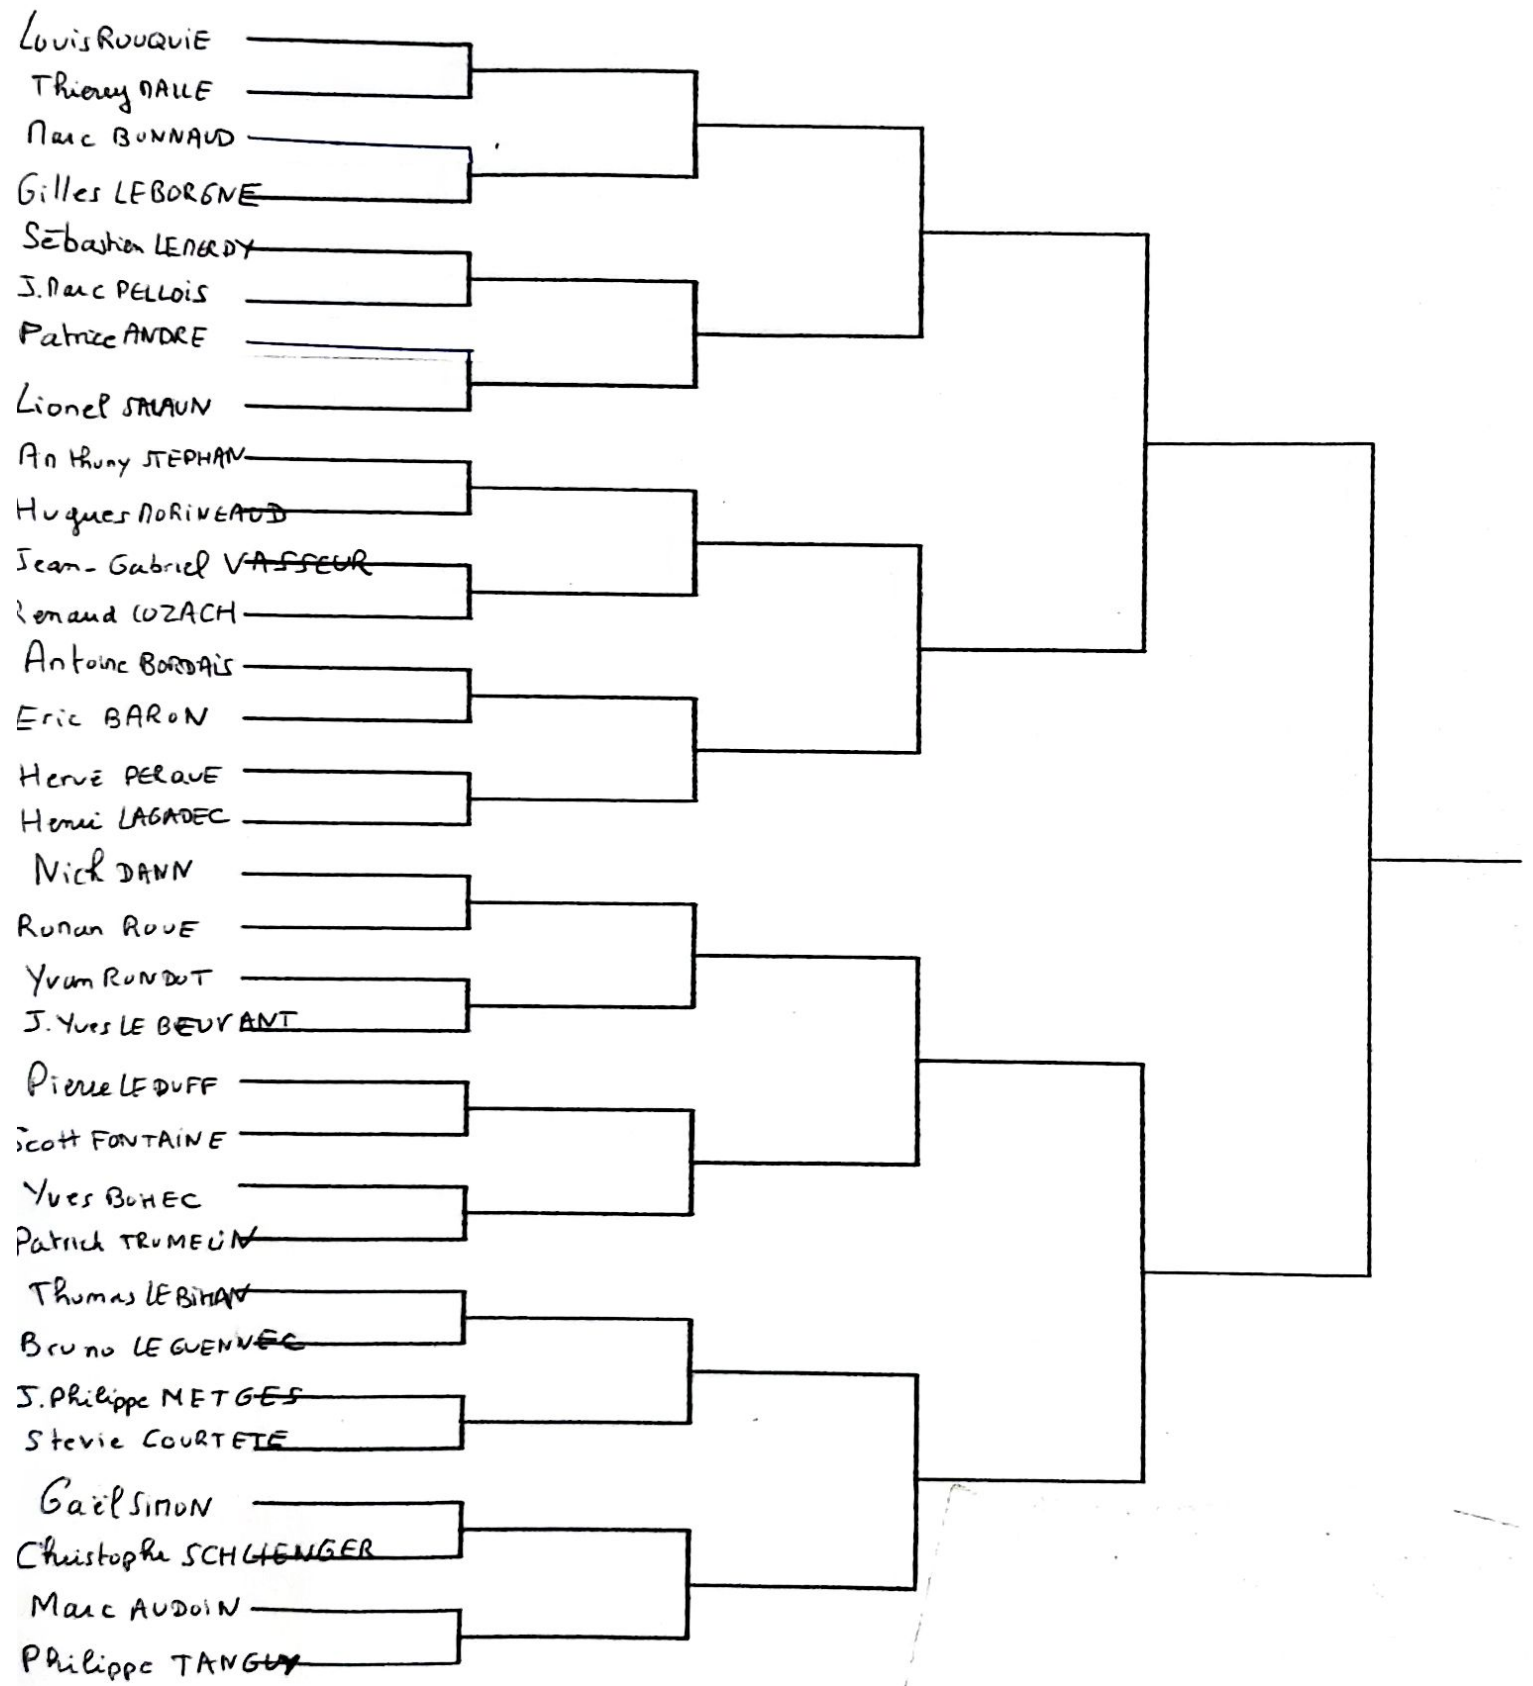 Louis ROUQUIE
Thierry MALLE
Marc BONNAUD
Gilles LEBORGNE
Sébastien LEMERDY
J. Marc PELLOIS
Patrice ANDRE
Lionel SALAUN
Anthony STEPHAN
Hugues MORINEAUD
Jean-Gabriel VASSEUR
Renaud COZACH
Antoine BORDAIS
Eric BARON
Hervé PERQUE
Henri LAGADEC
Nick DANN
Ronan ROUE
Yvan RONDOT
J. Yves LE BEUVANT
Pierre LE DUFF
Scott FONTAINE
Yves BOHEC
Patrick TRUMELIN
Thomas LE BIHAN
Bruno LE GUENNEC
J. Philippe METGES
Stevie COURTETE
Gaël SIMON
Christophe SCHLIENGER
Marc AUDOIN
Philippe TANGUY